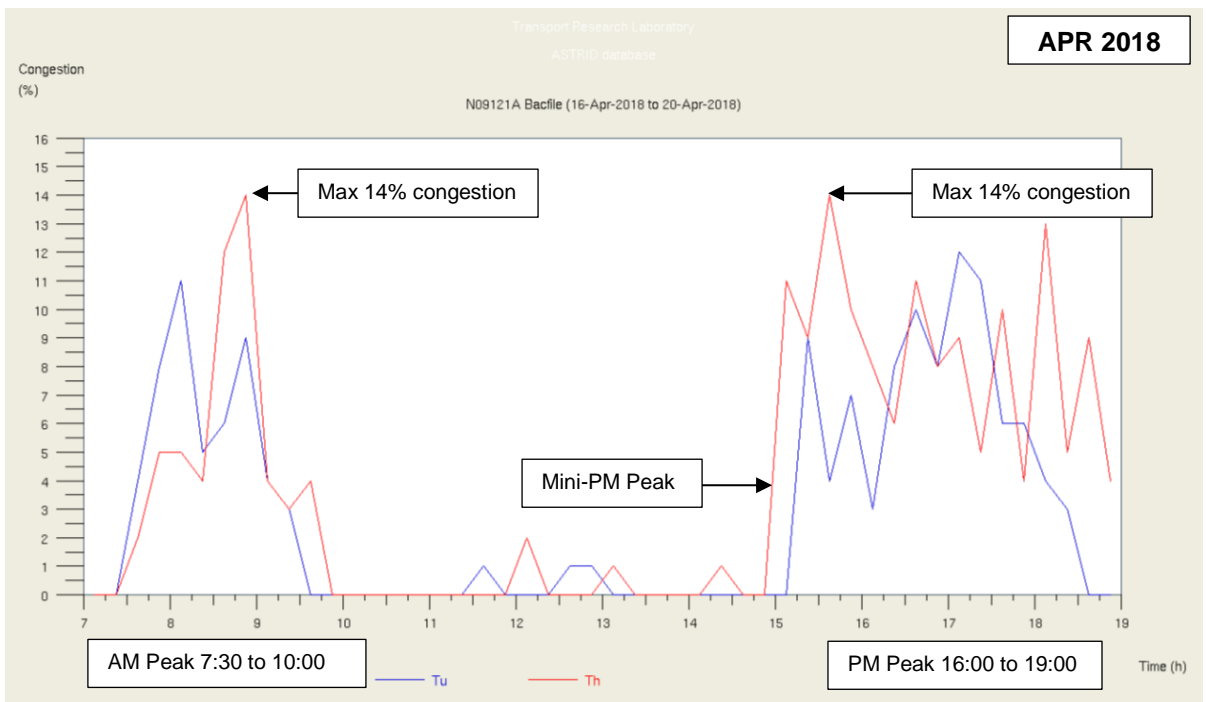 Transport Research Laboratory
ASTRID database
APR 2018
Congestion
(%)
N09121A Bacfile (16-Apr-2018 to 20-Apr-2018)
16
15
14
13
12
11
10
9
8
7
6
5
4
3
2
1
0
Max 14% congestion
Max 14% congestion
Mini-PM Peak
7 8 9 10 11 12 13 14 15 16 17 18 19
AM Peak 7:30 to 10:00
PM Peak 16:00 to 19:00
Time (h)
Tu Th